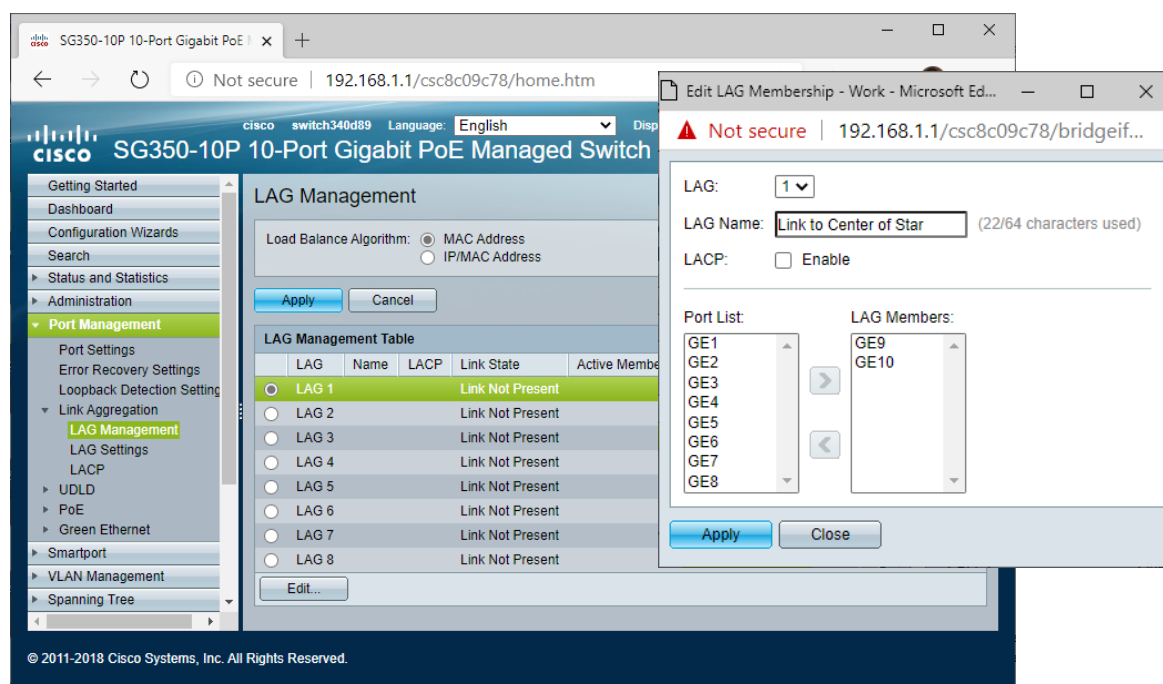 SG350-10P 10-Port Gigabit PoE
Not secure | 192.168.1.1/csc8c09c78/home.htm
cisco switch340d89 Language: English Disp
CISCO SG350-10P 10-Port Gigabit PoE Managed Switch
Getting Started
Dashboard
Configuration Wizards
Search
Status and Statistics
Administration
Port Management
Port Settings
Error Recovery Settings
Loopback Detection Setting
Link Aggregation
LAG Management
LAG Settings
LACP
UDLD
PoE
Green Ethernet
Smartport
VLAN Management
Spanning Tree
LAG Management
Load Balance Algorithm: MAC Address
IP/MAC Address
Apply Cancel
LAG Management Table
LAG Name LACP Link State Active Membe
LAG 1 Link Not Present
LAG 2 Link Not Present
LAG 3 Link Not Present
LAG 4 Link Not Present
LAG 5 Link Not Present
LAG 6 Link Not Present
LAG 7 Link Not Present
LAG 8 Link Not Present
Edit...
© 2011-2018 Cisco Systems, Inc. All Rights Reserved.
Edit LAG Membership - Work - Microsoft Ed...
Not secure | 192.168.1.1/csc8c09c78/bridgeif...
LAG: 1
LAG Name: Link to Center of Star (22/64 characters used)
LACP: Enable
Port List: LAG Members:
GE1 GE9
GE2 GE10
GE3
GE4
GE5
GE6
GE7
GE8
Apply Close